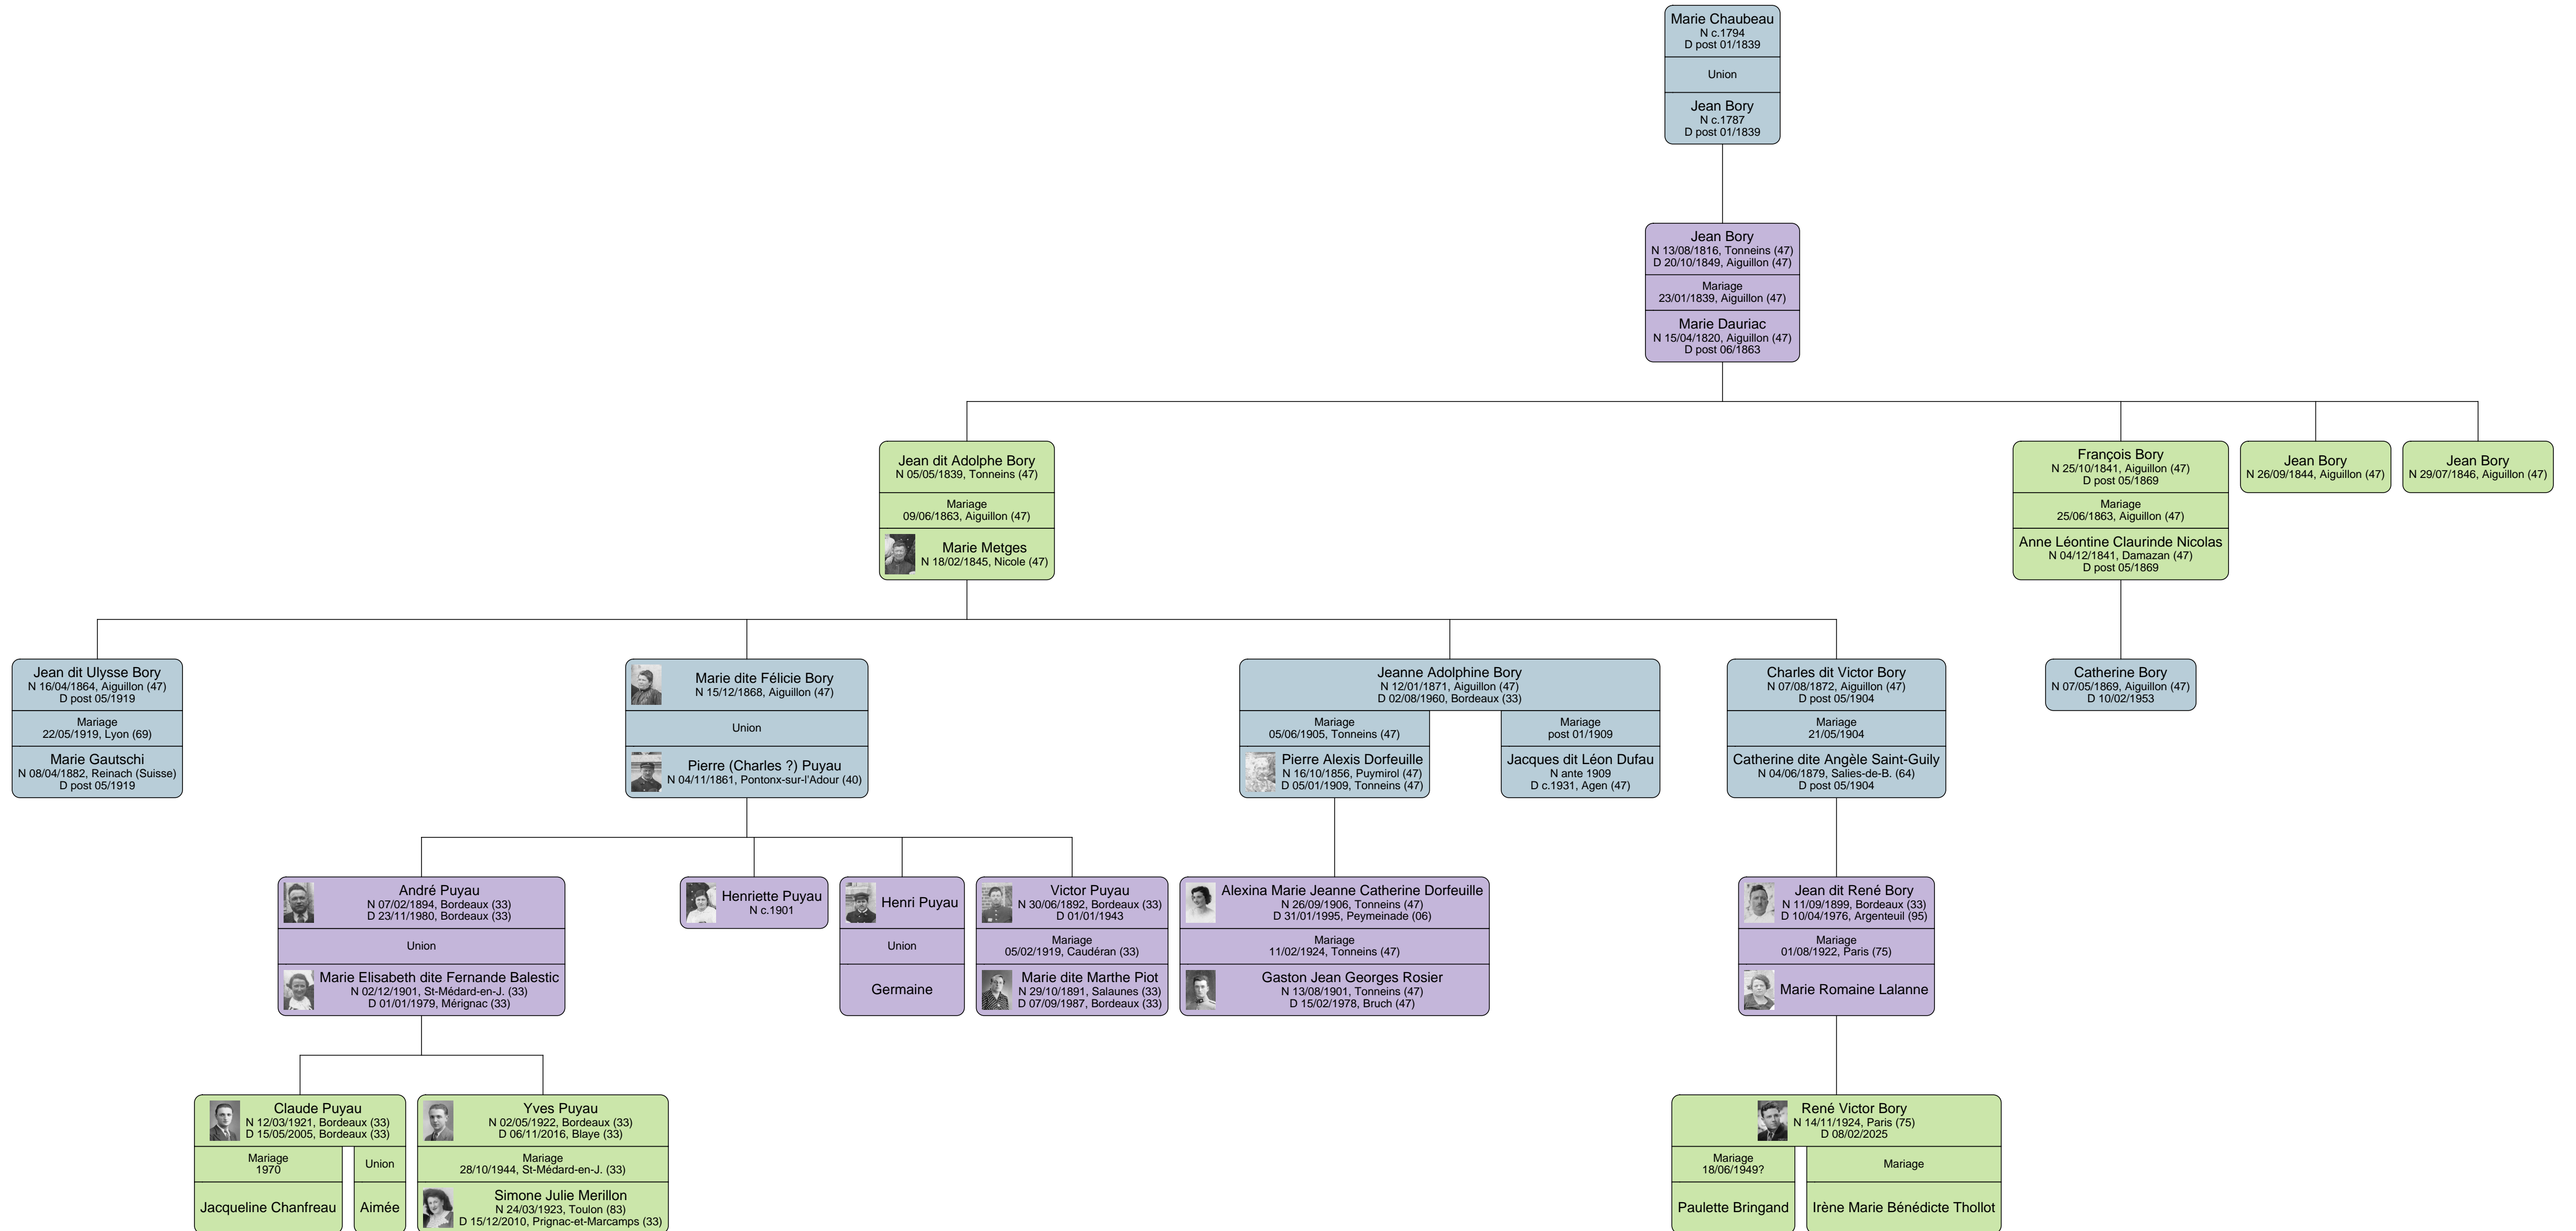 Marie Chaubeau
N c.1794
D post 01/1839
Union
Jean Bory
N c.1787
D post 01/1839
Jean Bory
N 13/08/1816, Tonneins (47)
D 20/10/1849, Aiguillon (47)
Mariage
23/01/1839, Aiguillon (47)
Marie Dauriac
N 15/04/1820, Aiguillon (47)
D post 06/1863
Jean dit Adolphe Bory
N 05/05/1839, Tonneins (47)
Mariage
09/06/1863, Aiguillon (47)
Marie Metges
N 18/02/1845, Nicole (47)
François Bory
N 25/10/1841, Aiguillon (47)
D post 05/1869
Mariage
25/06/1863, Aiguillon (47)
Anne Léontine Claurinde Nicolas
N 04/12/1841, Damazan (47)
D post 05/1869
Jean Bory
N 26/09/1844, Aiguillon (47)
Jean Bory
N 29/07/1846, Aiguillon (47)
Jean dit Ulysse Bory
N 16/04/1864, Aiguillon (47)
D post 05/1919
Mariage
22/05/1919, Lyon (69)
Marie Gautschi
N 08/04/1882, Reinach (Suisse)
D post 05/1919
Marie dite Félicie Bory
N 15/12/1868, Aiguillon (47)
Union
Pierre (Charles ?) Puyau
N 04/11/1861, Pontonx-sur-l'Adour (40)
Jeanne Adolphine Bory
N 12/01/1871, Aiguillon (47)
D 02/08/1960, Bordeaux (33)
Mariage
05/06/1905, Tonneins (47)
Pierre Alexis Dorfeuille
N 16/10/1856, Puymirol (47)
D 05/01/1909, Tonneins (47)
Mariage
post 01/1909
Jacques dit Léon Dufau
N ante 1909
D c.1931, Agen (47)
Charles dit Victor Bory
N 07/08/1872, Aiguillon (47)
D post 05/1904
Mariage
21/05/1904
Catherine dite Angèle Saint-Guily
N 04/06/1879, Salies-de-B. (64)
D post 05/1904
Catherine Bory
N 07/05/1869, Aiguillon (47)
D 10/02/1953
André Puyau
N 07/02/1894, Bordeaux (33)
D 23/11/1980, Bordeaux (33)
Union
Marie Elisabeth dite Fernande Balestic
N 02/12/1901, St-Médard-en-J. (33)
D 01/01/1979, Mérignac (33)
Henriette Puyau
N c.1901
Henri Puyau
Union
Germaine
Victor Puyau
N 30/06/1892, Bordeaux (33)
D 01/01/1943
Mariage
05/02/1919, Caudéran (33)
Marie dite Marthe Piot
N 29/10/1891, Salaunes (33)
D 07/09/1987, Bordeaux (33)
Alexina Marie Jeanne Catherine Dorfeuille
N 26/09/1906, Tonneins (47)
D 31/01/1995, Peymeinade (06)
Mariage
11/02/1924, Tonneins (47)
Gaston Jean Georges Rosier
N 13/08/1901, Tonneins (47)
D 15/02/1978, Bruch (47)
Jean dit René Bory
N 11/09/1899, Bordeaux (33)
D 10/04/1976, Argenteuil (95)
Mariage
01/08/1922, Paris (75)
Marie Romaine Lalanne
Claude Puyau
N 12/03/1921, Bordeaux (33)
D 15/05/2005, Bordeaux (33)
Mariage
1970
Jacqueline Chanfreau
Union
Aimée
Yves Puyau
N 02/05/1922, Bordeaux (33)
D 06/11/2016, Blaye (33)
Mariage
28/10/1944, St-Médard-en-J. (33)
Simone Julie Merillon
N 24/03/1923, Toulon (83)
D 15/12/2010, Prignac-et-Marcamps (33)
René Victor Bory
N 14/11/1924, Paris (75)
D 08/02/2025
Mariage
18/06/1949?
Paulette Bringand
Mariage
Irène Marie Bénédicte Thollot